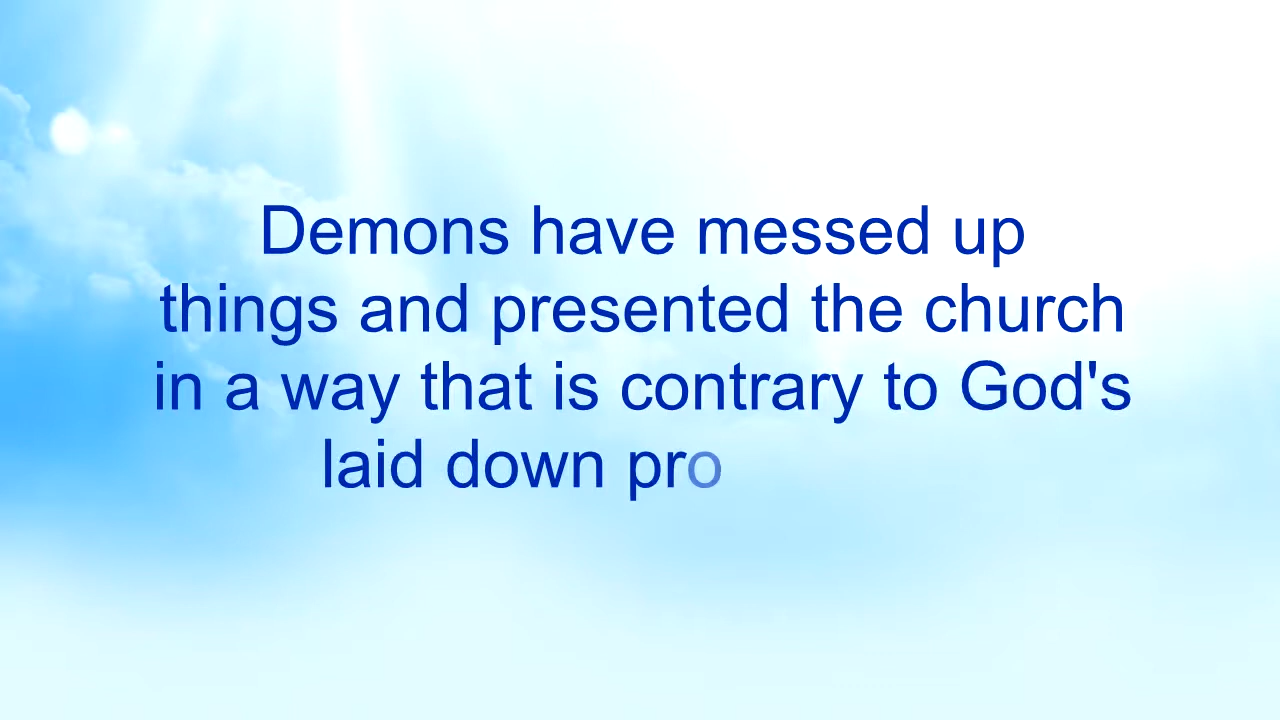 Demons have messed up
things and presented the church
in a way that is contrary to God's
laid down pro